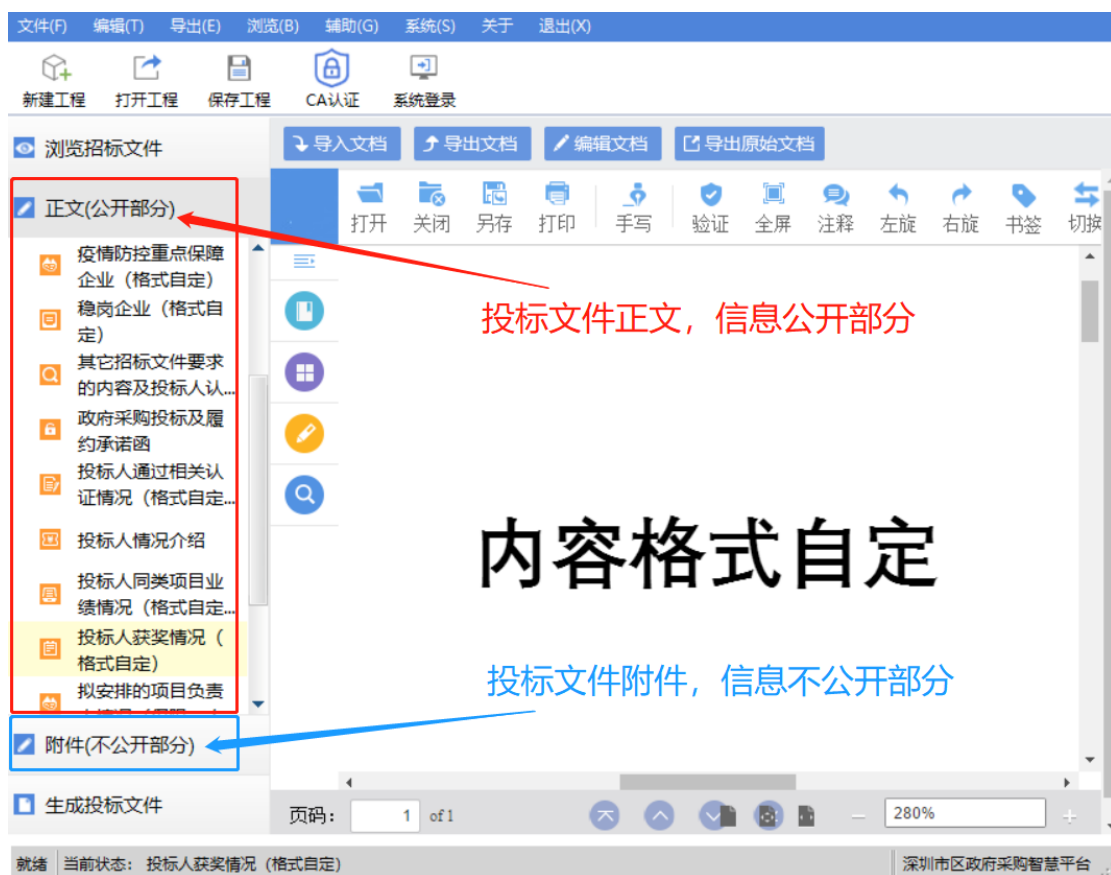 文件(F) 编辑(T) 导出(E) 浏览(B) 辅助(G) 系统(S) 关于 退出(X)
新建工程 打开工程 保存工程 CA认证 系统登录
浏览招标文件
导入文档 导出文档 编辑文档 导出原始文档
正文(公开部分)
打开 关闭 另存 打印 手写 验证 全屏 注释 左旋 右旋 书签 切换
疫情防控重点保障
企业（格式自定）
稳岗企业（格式自
定）
其它招标文件要求
的内容及投标人认...
政府采购投标及履
约承诺函
投标人通过相关认
证情况（格式自定...
投标人情况介绍
投标人同类项目业
绩情况（格式自定...
投标人获奖情况（
格式自定）
拟安排的项目负责
投标文件正文，信息公开部分
内容格式自定
投标文件附件，信息不公开部分
附件(不公开部分)
生成投标文件
页码： 1 of 1 280%
就绪 当前状态： 投标人获奖情况（格式自定） 深圳市区政府采购智慧平台